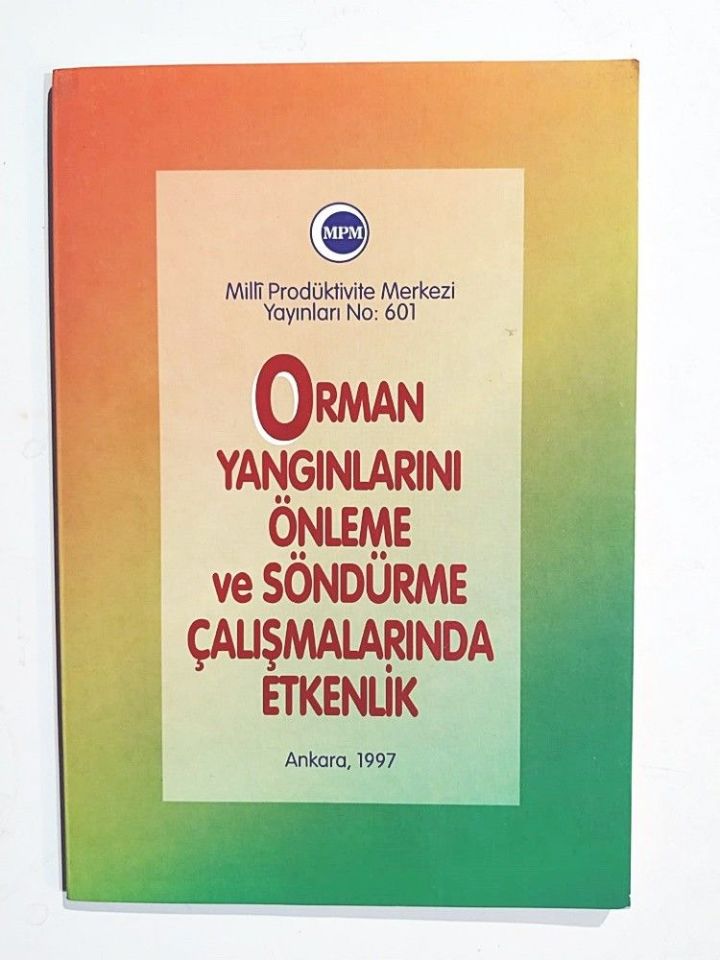 MPM
Millî Prodüktivite Merkezi
Yayınları No: 601
ORMAN
YANGINLARINI
ÖNLEME
ve SÖNDÜRME
ÇALIŞMALARINDA
ETKENLİK
Ankara, 1997